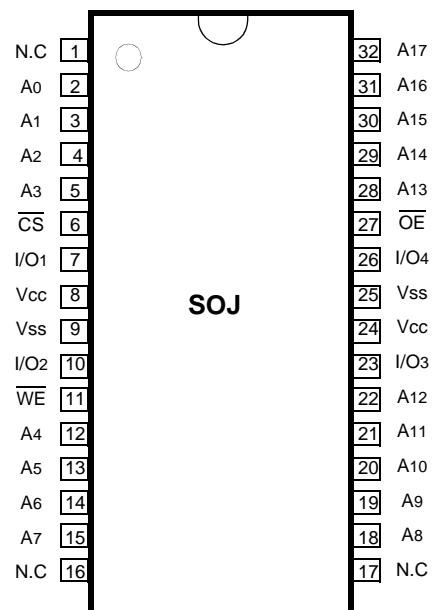 N.C 1 32 A17
A0 2 31 A16
A1 3 30 A15
A2 4 29 A14
A3 5 28 A13
C̅S̅ 6 27 O̅E̅
I/O1 7 26 I/O4
Vcc 8 25 Vss
SOJ
Vss 9 24 Vcc
I/O2 10 23 I/O3
W̅E̅ 11 22 A12
A4 12 21 A11
A5 13 20 A10
A6 14 19 A9
A7 15 18 A8
N.C 16 17 N.C